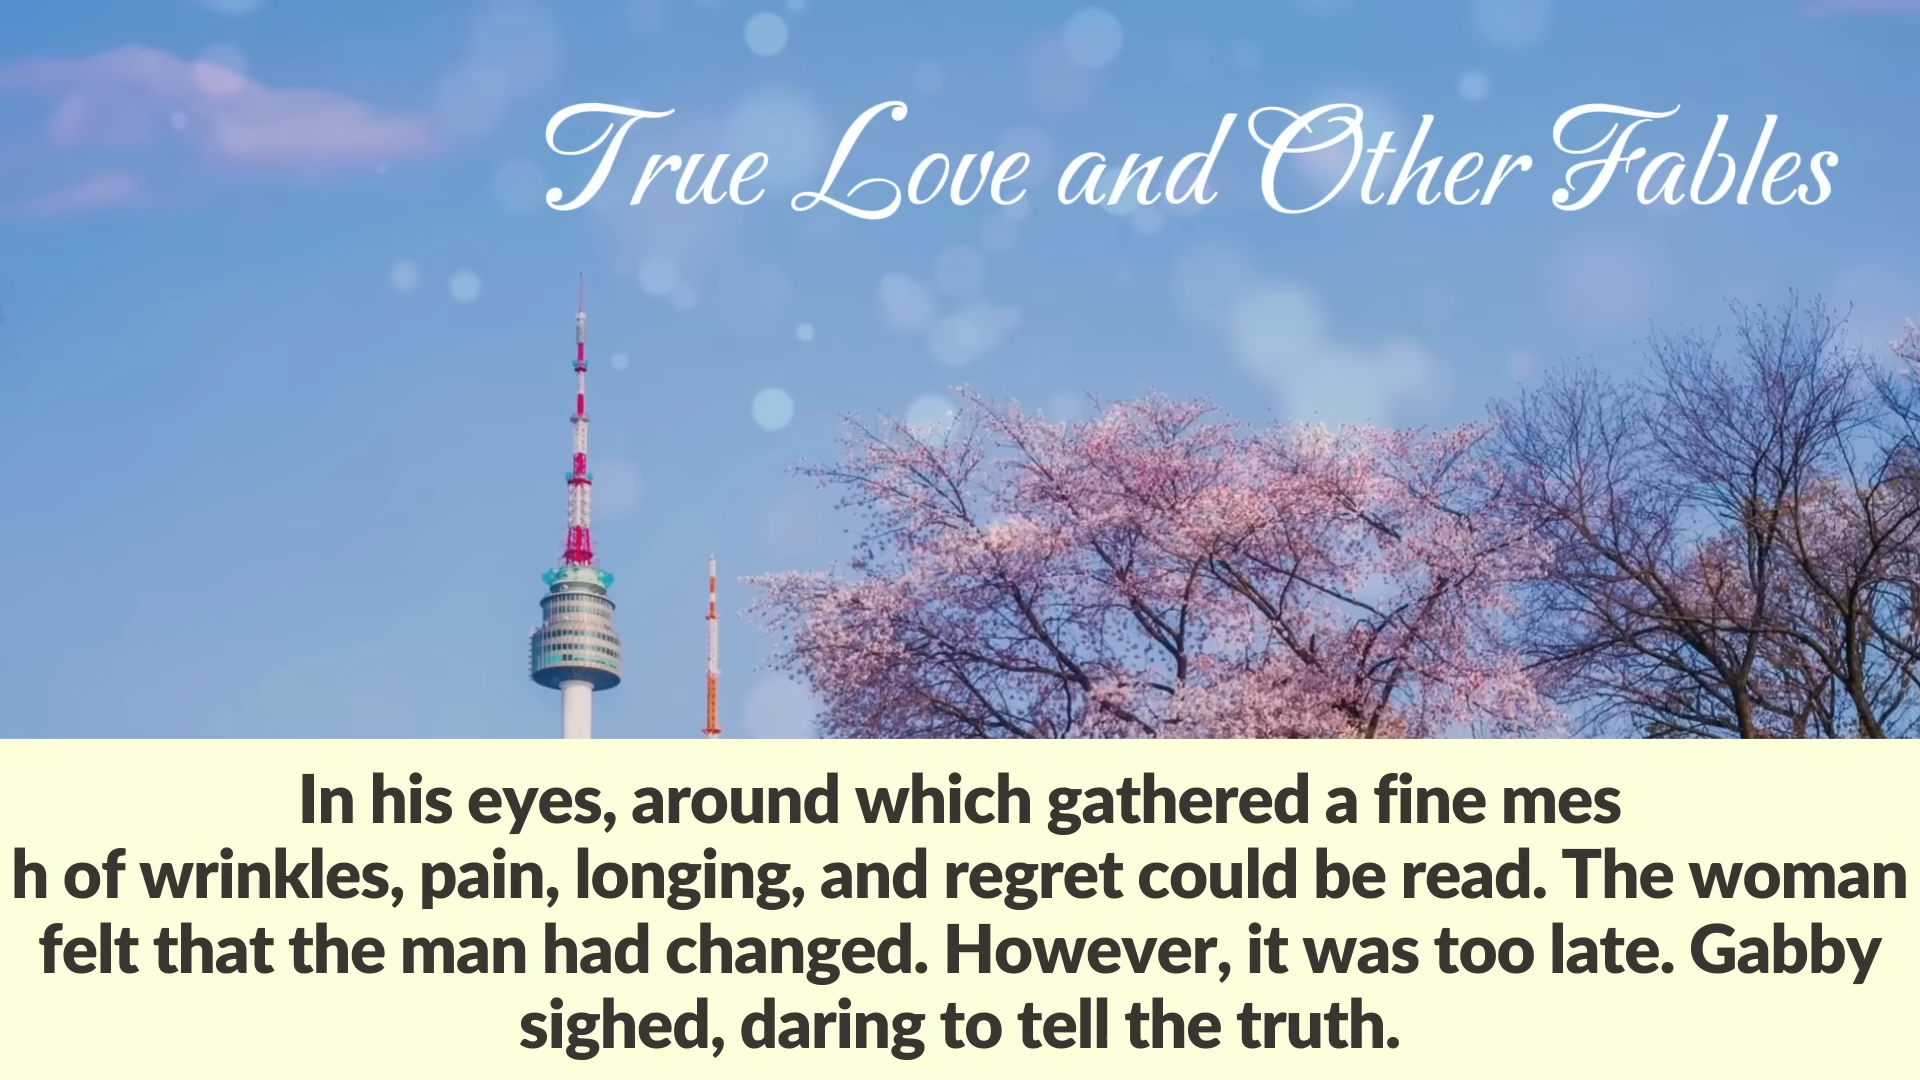 True Love and Other Fables
In his eyes, around which gathered a fine mes
h of wrinkles, pain, longing, and regret could be read. The woman
felt that the man had changed. However, it was too late. Gabby
sighed, daring to tell the truth.